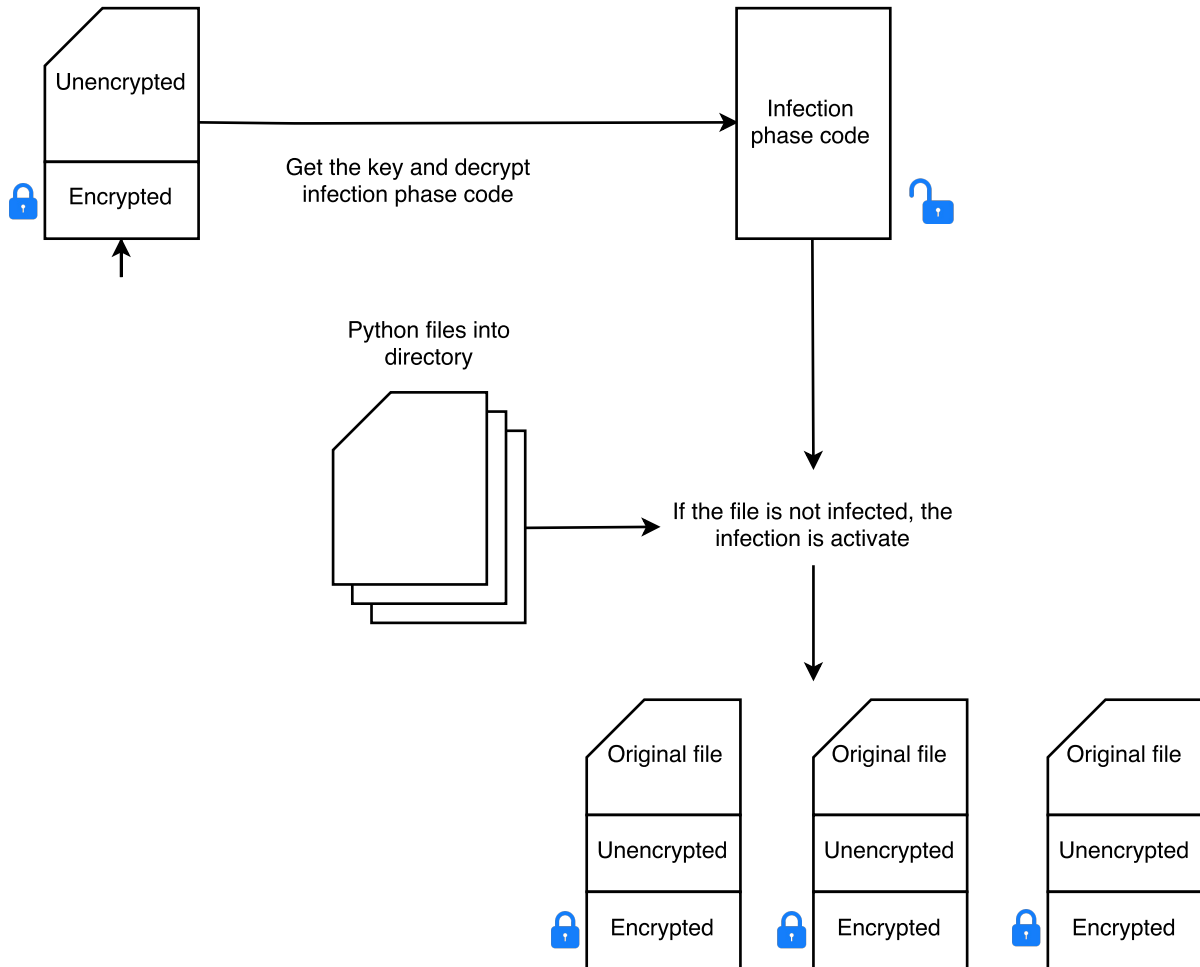 Unencrypted
Encrypted
Get the key and decrypt
infection phase code
Infection
phase code
Python files into
directory
If the file is not infected, the
infection is activate
Original file
Unencrypted
Encrypted
Original file
Unencrypted
Encrypted
Original file
Unencrypted
Encrypted